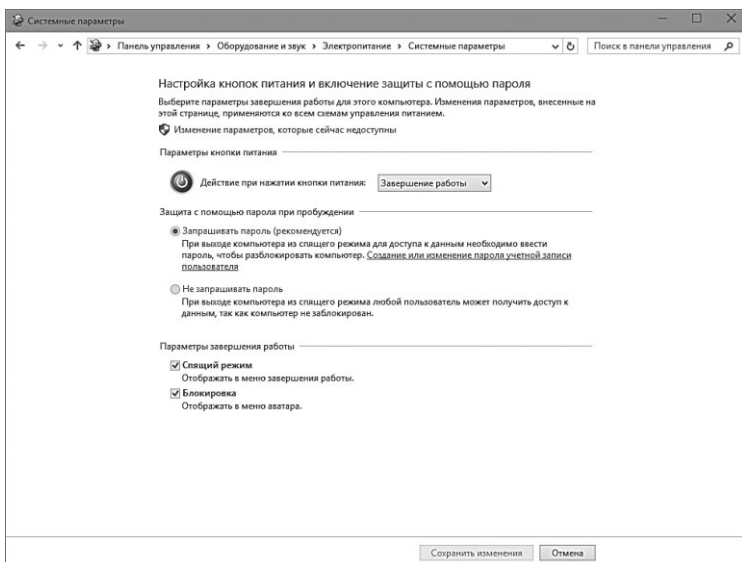 Системные параметры
Панель управления › Оборудование и звук › Электропитание › Системные параметры
Поиск в панели управления
Настройка кнопок питания и включение защиты с помощью пароля
Выберите параметры завершения работы для этого компьютера. Изменения параметров, внесенные на
этой странице, применяются ко всем схемам управления питанием.
Изменение параметров, которые сейчас недоступны
Параметры кнопки питания
Действие при нажатии кнопки питания: Завершение работы
Защита с помощью пароля при пробуждении
Запрашивать пароль (рекомендуется)
При выходе компьютера из спящего режима для доступа к данным необходимо ввести
пароль, чтобы разблокировать компьютер. Создание или изменение пароля учетной записи
пользователя
Не запрашивать пароль
При выходе компьютера из спящего режима любой пользователь может получить доступ к
данным, так как компьютер не заблокирован.
Параметры завершения работы
Спящий режим
Отображать в меню завершения работы.
Блокировка
Отображать в меню аватара.
Сохранить изменения
Отмена